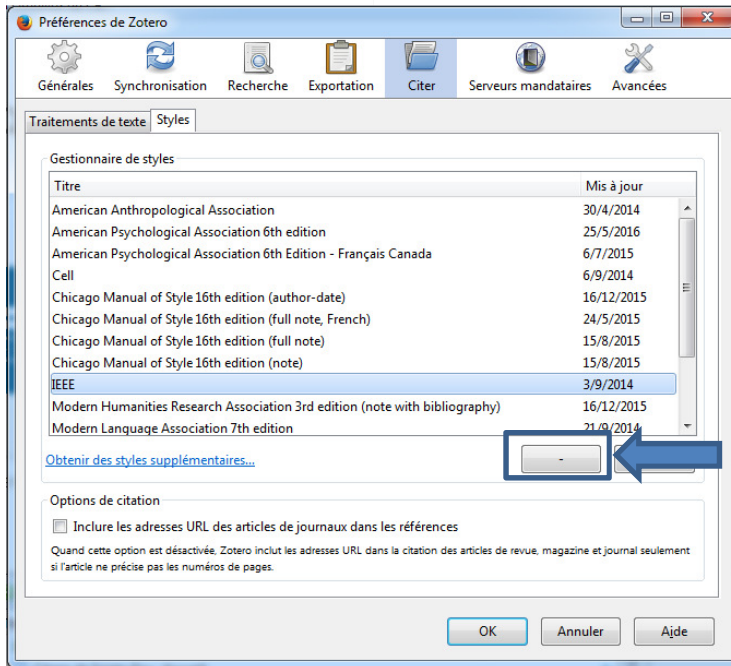 Préférences de Zotero
Générales Synchronisation Recherche Exportation Citer Serveurs mandataires Avancées
Traitements de texte Styles
Gestionnaire de styles
Titre Mis à jour
American Anthropological Association 30/4/2014
American Psychological Association 6th edition 25/5/2016
American Psychological Association 6th Edition - Français Canada 6/7/2015
Cell 6/9/2014
Chicago Manual of Style 16th edition (author-date) 16/12/2015
Chicago Manual of Style 16th edition (full note, French) 24/5/2015
Chicago Manual of Style 16th edition (full note) 15/8/2015
Chicago Manual of Style 16th edition (note) 15/8/2015
IEEE 3/9/2014
Modern Humanities Research Association 3rd edition (note with bibliography) 16/12/2015
Modern Language Association 7th edition 21/9/2014
Obtenir des styles supplémentaires... -
Options de citation
Inclure les adresses URL des articles de journaux dans les références
Quand cette option est désactivée, Zotero inclut les adresses URL dans la citation des articles de revue, magazine et journal seulement
si l'article ne précise pas les numéros de pages.
OK Annuler Aide